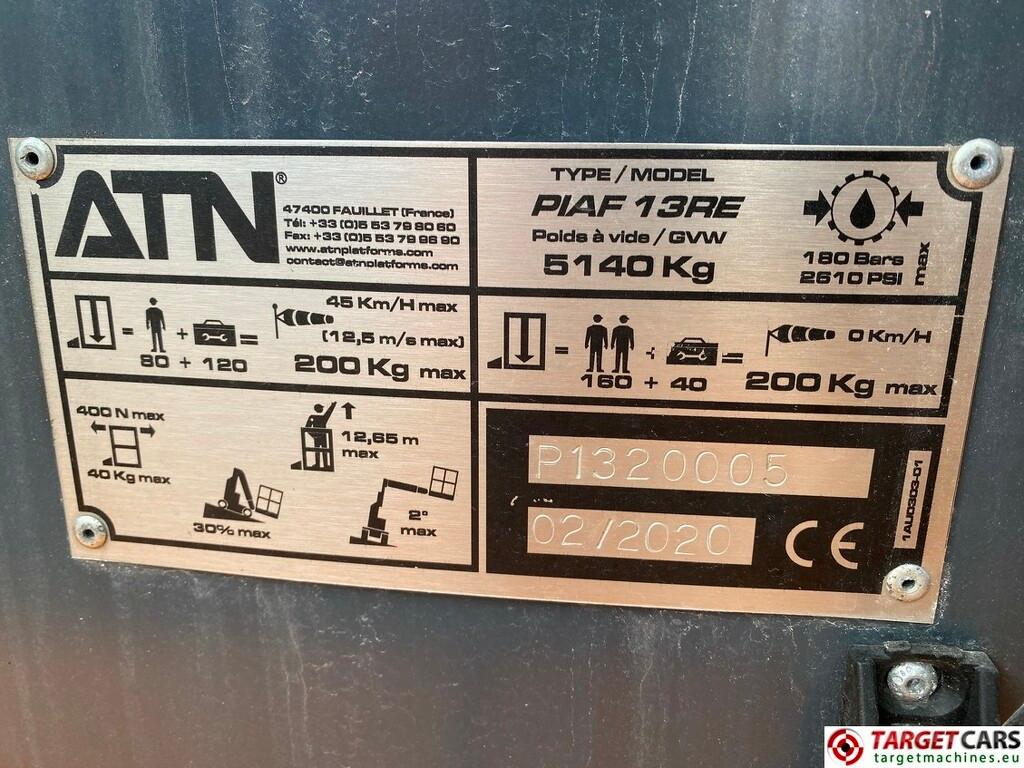 ATN®
47400 FAUILLET (France)
Tél: +33 (0)5 53 79 80 60
Fax: +33 (0)5 53 79 96 90
www.atnplatforms.com
contact@atnplatforms.com
TYPE / MODEL
PIAF 13RE
Poids à vide / GVW
5140 Kg
180 Bars
2610 PSI
max
45 Km/H max
= + =
(12,5 m/s max)
80 + 120
200 Kg max
= + =
0 Km/H
160 + 40
200 Kg max
400 N max
40 Kg max
12,65 m
max
30% max
2°
max
P1320005
02/2020
CE
1AU0303-01
TARGETCARS
targetmachines.eu